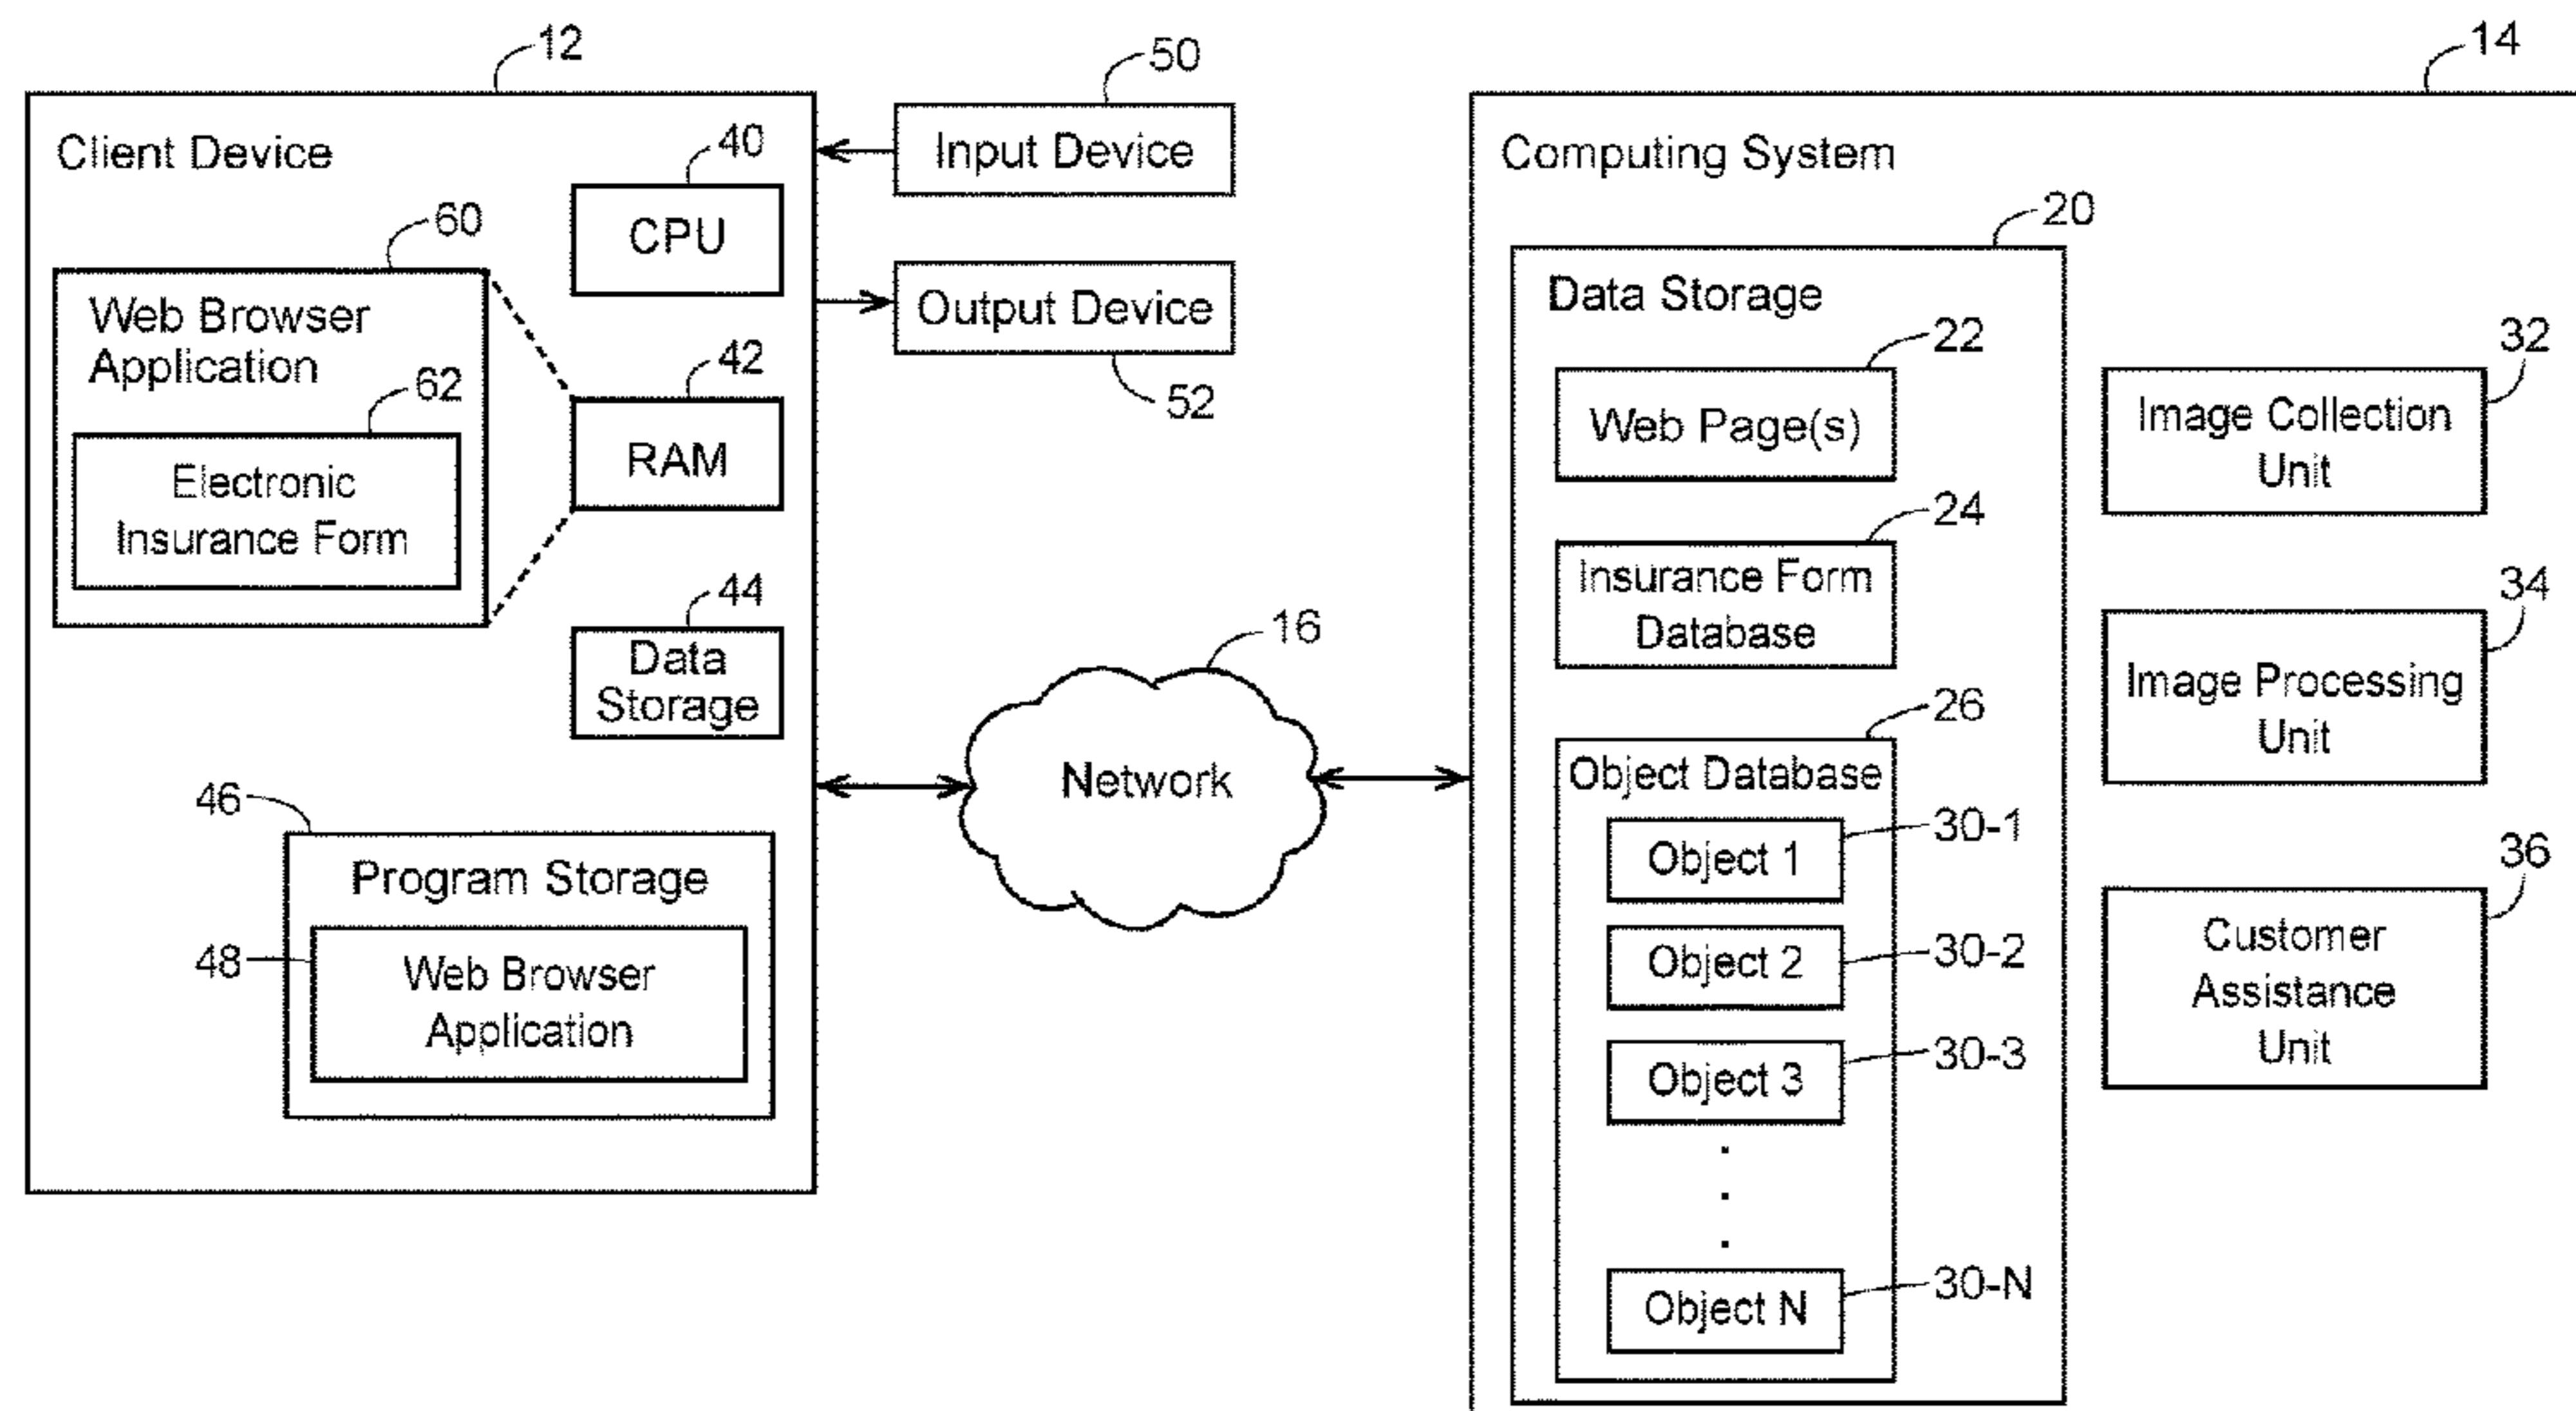 12
Client Device
40
CPU
60
Web Browser
Application
62
Electronic
Insurance Form
42
RAM
44
Data
Storage
46
Program Storage
48
Web Browser
Application
50
Input Device
Output Device
52
16
Network
14
Computing System
20
Data Storage
22
Web Page(s)
24
Insurance Form
Database
26
Object Database
30-1
Object 1
30-2
Object 2
30-3
Object 3
.
.
.
30-N
Object N
32
Image Collection
Unit
34
Image Processing
Unit
36
Customer
Assistance
Unit